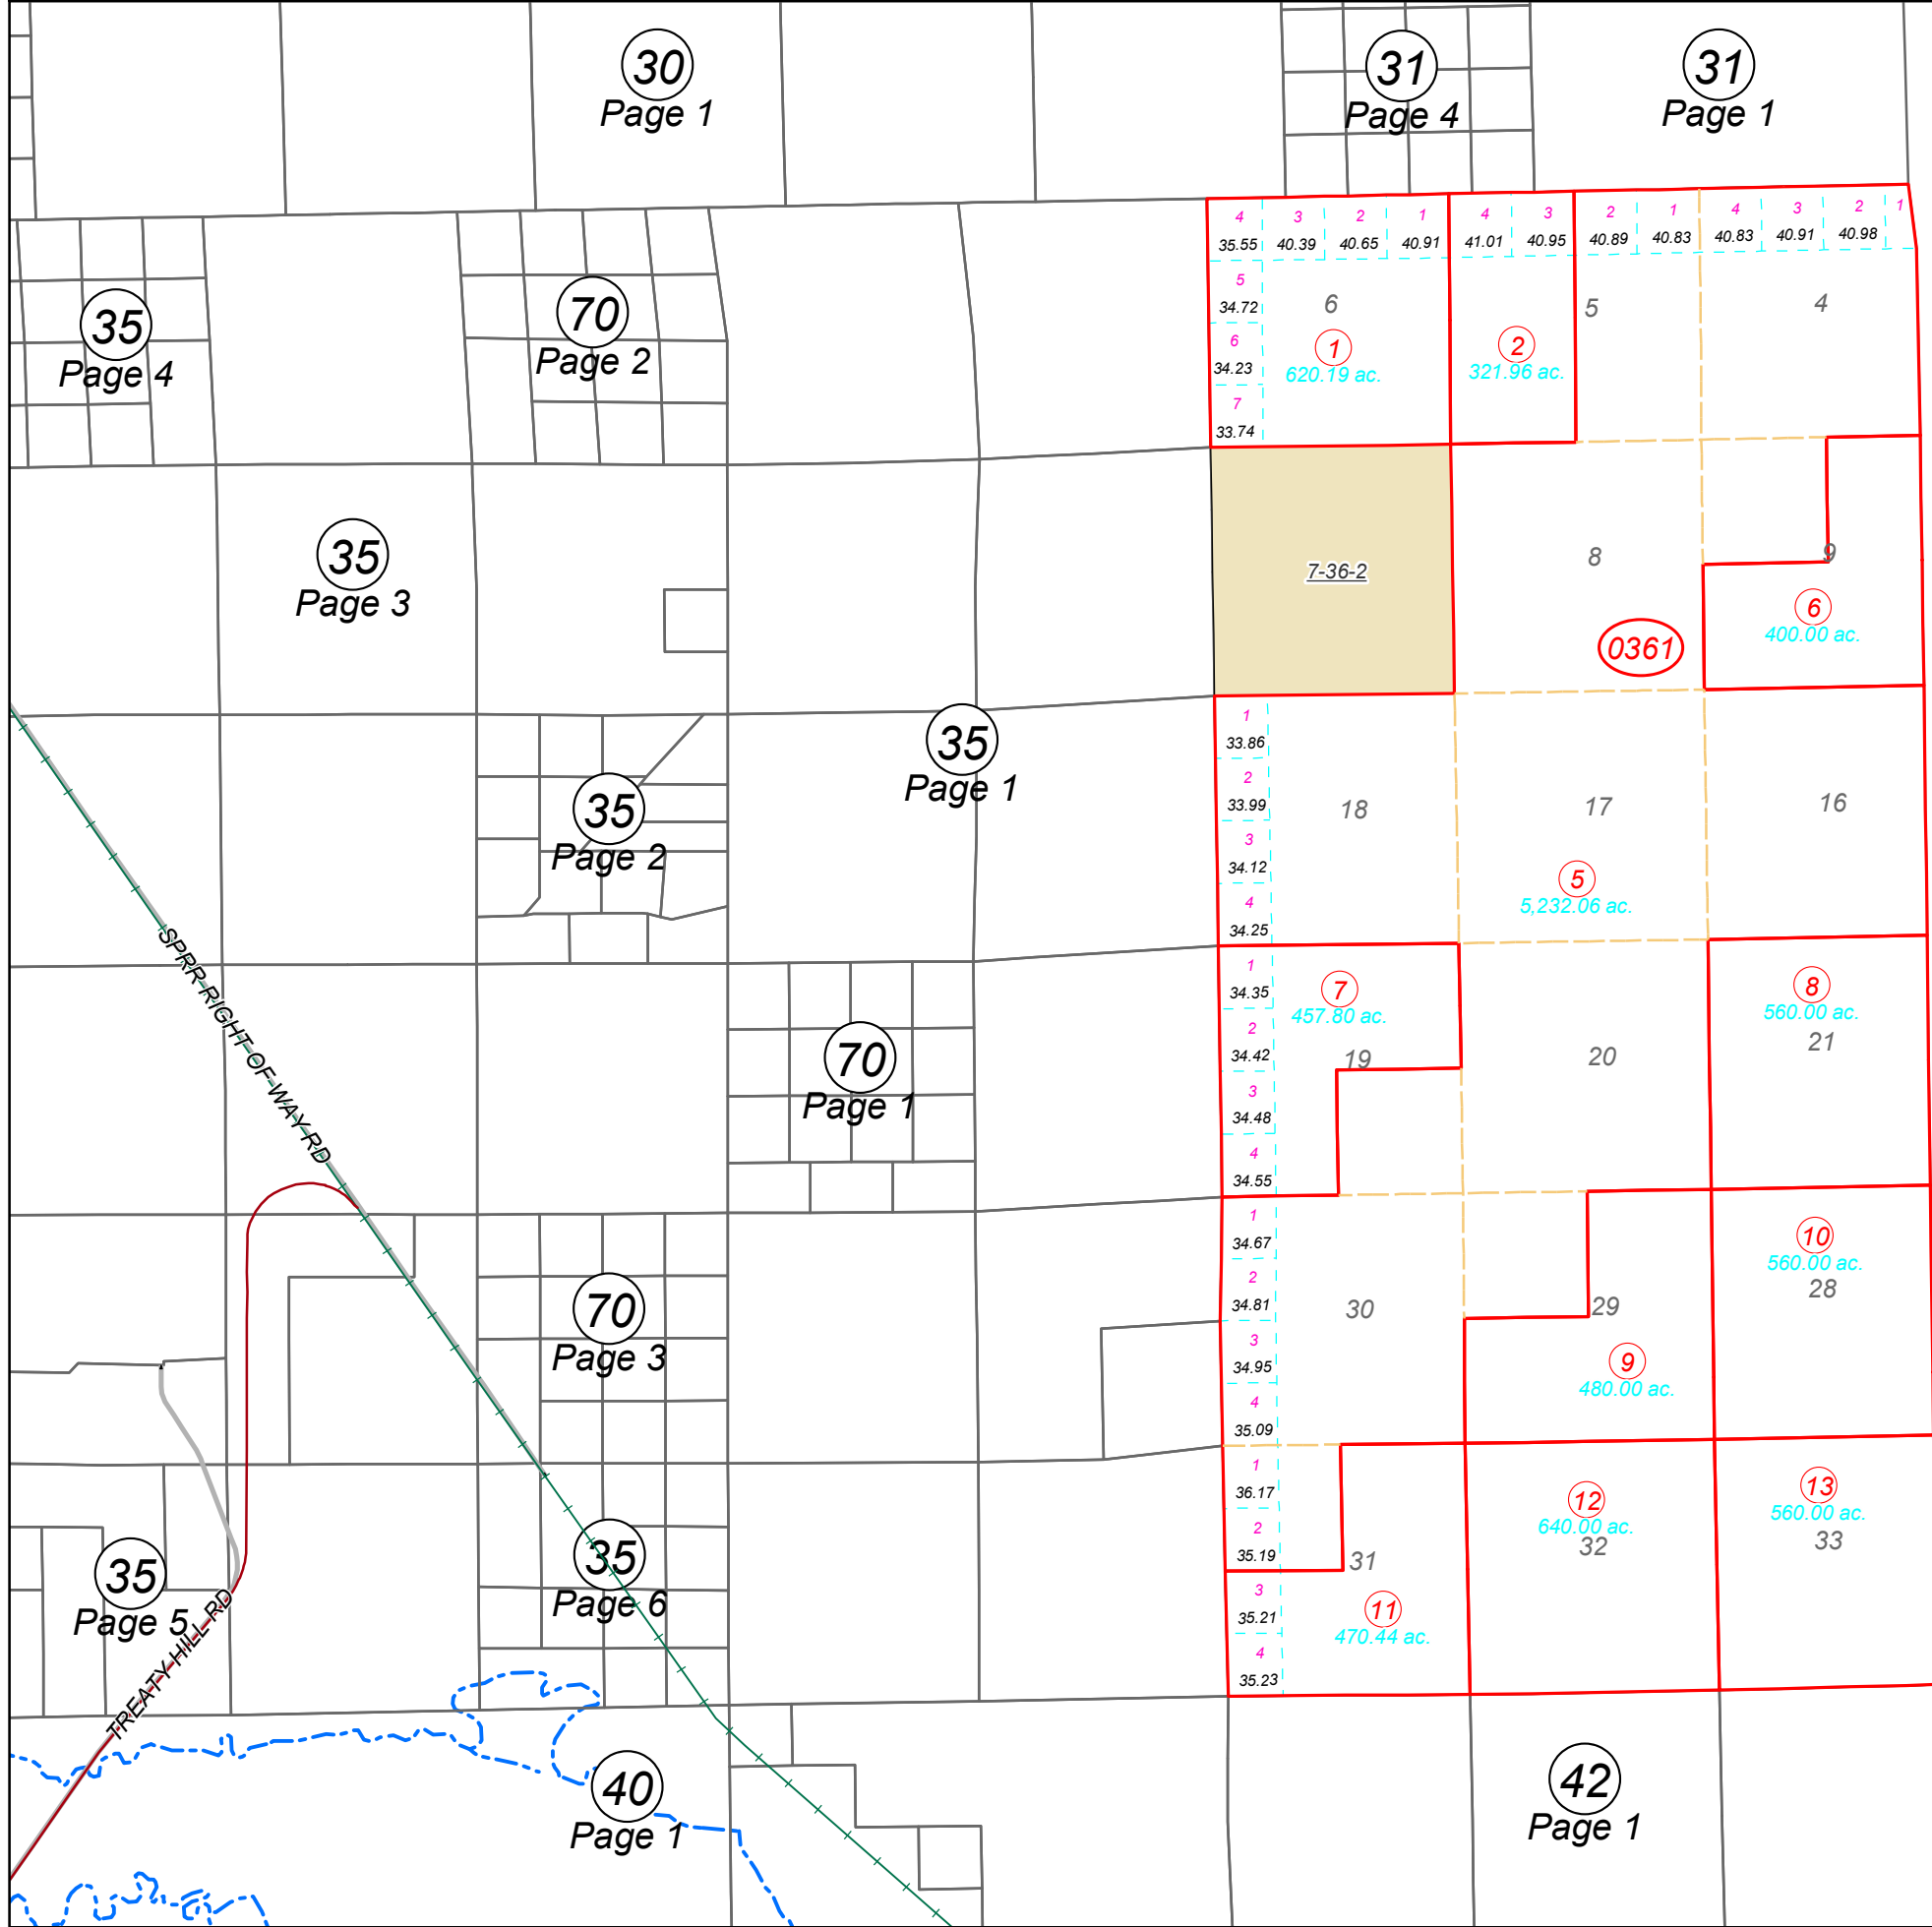 30
Page 1
31
Page 4
31
Page 1
4 3 2 1 4 3 2 1 4 3 2 1
35.55 40.39 40.65 40.91 41.01 40.95 40.89 40.83 40.83 40.91 40.98
5
34.72
6
34.23
7
33.74
6
1
620.19 ac.
2
321.96 ac.
5
4
35
Page 4
70
Page 2
35
Page 3
7-36-2
8
9
6
400.00 ac.
0361
35
Page 1
35
Page 2
1
33.86
2
33.99
3
34.12
4
34.25
18
17
16
5
5,232.06 ac.
SPRR RIGHT OF WAY RD
70
Page 1
1
34.35
2
34.42
3
34.48
4
34.55
7
457.80 ac.
19
20
8
560.00 ac.
21
70
Page 3
1
34.67
2
34.81
3
34.95
4
35.09
30
29
9
480.00 ac.
10
560.00 ac.
28
35
Page 5
TREATY HILL RD
35
Page 6
1
36.17
2
35.19
3
35.21
4
35.23
31
11
470.44 ac.
12
640.00 ac.
32
13
560.00 ac.
33
40
Page 1
42
Page 1